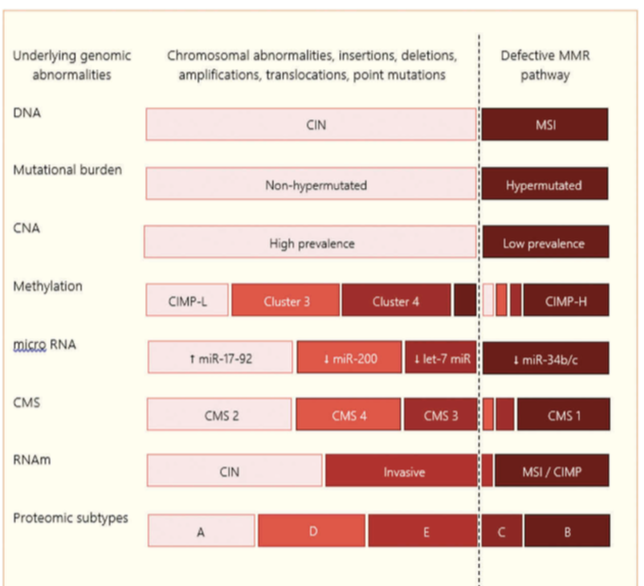 Underlying genomic
abnormalities
Chromosomal abnormalities, insertions, deletions,
amplifications, translocations, point mutations
Defective MMR
pathway
DNA
CIN
MSI
Mutational burden
Non-hypermutated
Hypermutated
CNA
High prevalence
Low prevalence
Methylation
CIMP-L
Cluster 3
Cluster 4
CIMP-H
micro RNA
↑ miR-17-92
↓ miR-200
↓ let-7 miR
↓ miR-34b/c
CMS
CMS 2
CMS 4
CMS 3
CMS 1
RNAm
CIN
Invasive
MSI / CIMP
Proteomic subtypes
A
D
E
C
B